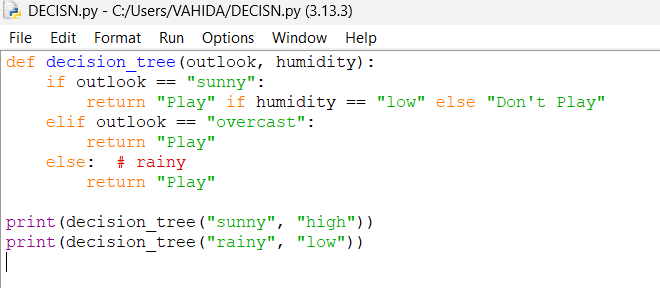 DECISN.py - C:/Users/VAHIDA/DECISN.py (3.13.3)
File Edit Format Run Options Window Help
def decision_tree(outlook, humidity):
    if outlook == "sunny":
        return "Play" if humidity == "low" else "Don't Play"
    elif outlook == "overcast":
        return "Play"
    else:  # rainy
        return "Play"

print(decision_tree("sunny", "high"))
print(decision_tree("rainy", "low"))